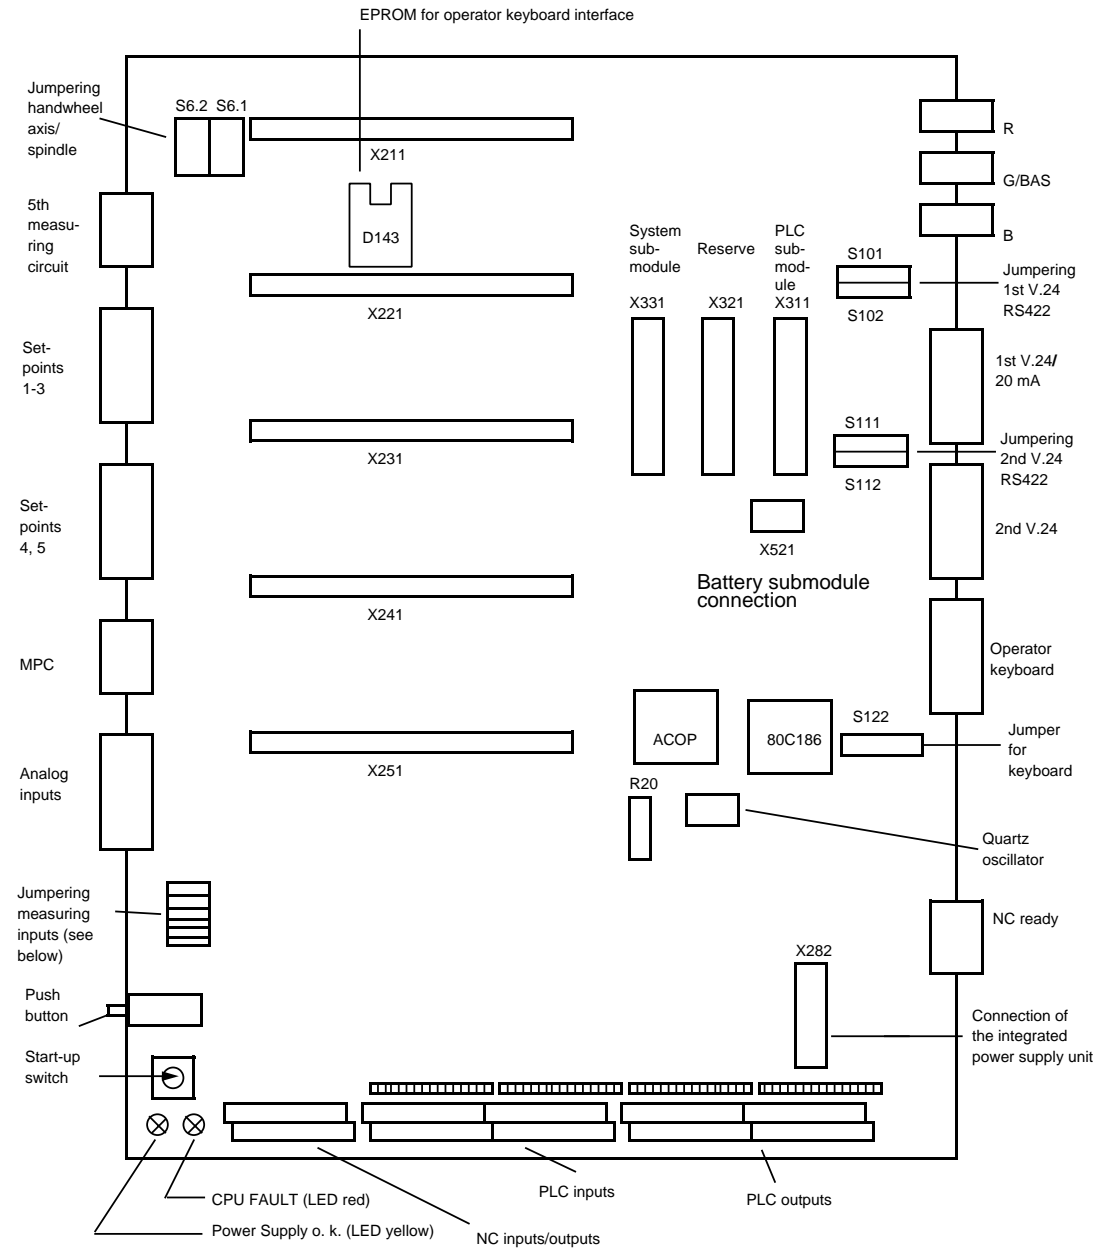 EPROM for operator keyboard interface
Jumpering
handwheel
axis/
spindle
S6.2 S6.1
X211
R
G/BAS
B
5th
measu-
ring
circuit
D143
X221
System
sub-
module
X331
Reserve
X321
PLC
sub-
mod-
ule
X311
S101
S102
Jumpering
1st V.24
RS422
Set-
points
1-3
1st V.24/
20 mA
X231
S111
S112
Jumpering
2nd V.24
RS422
Set-
points
4, 5
X521
2nd V.24
Battery submodule
connection
X241
MPC
Operator
keyboard
ACOP
80C186
S122
Jumper
for
keyboard
X251
Analog
inputs
R20
Quartz
oscillator
Jumpering
measuring
inputs (see
below)
NC ready
X282
Push
button
Connection of
the integrated
power supply unit
Start-up
switch
PLC inputs
PLC outputs
CPU FAULT (LED red)
Power Supply o. k. (LED yellow)
NC inputs/outputs